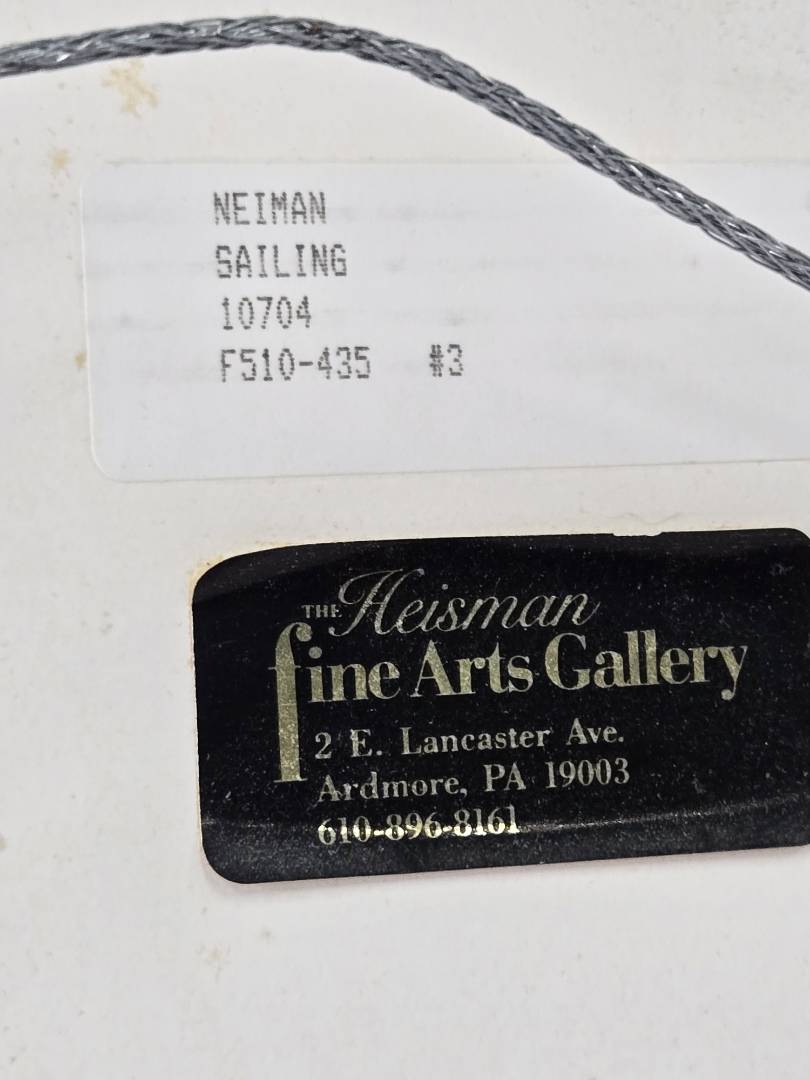 NEIMAN
SAILING
10704
F510-435 #3
THE Heisman
fine Arts Gallery
2 E. Lancaster Ave.
Ardmore, PA 19003
610-896-8161